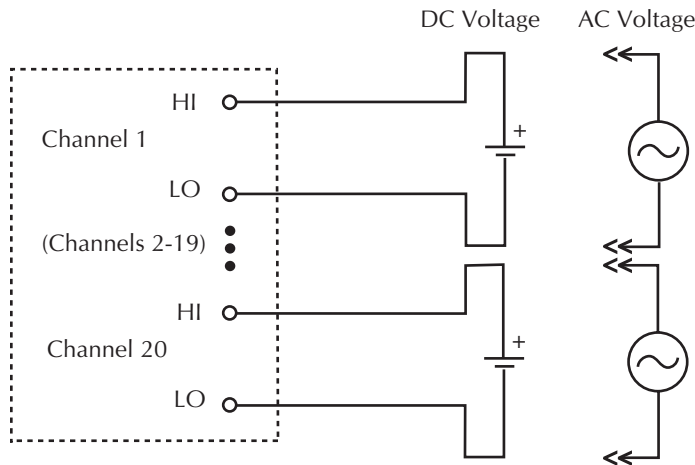 DC Voltage
AC Voltage
HI
Channel 1
+
LO
(Channels 2-19)
HI
Channel 20
+
LO